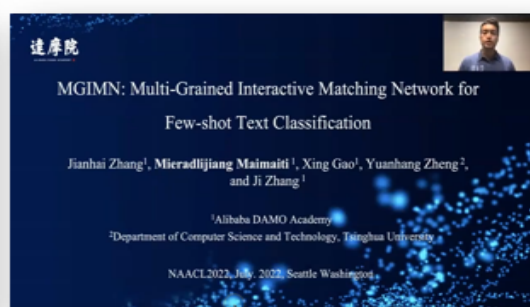 達摩院
MGIMN: Multi-Grained Interactive Matching Network for
Few-shot Text Classification
Jianhai Zhang¹, Mieradlijiang Maimaiti¹, Xing Gao¹, Yuanhang Zheng²,
and Ji Zhang¹
¹Alibaba DAMO Academy
²Department of Computer Science and Technology, Tsinghua University
NAACL2022, July. 2022, Seattle Washington